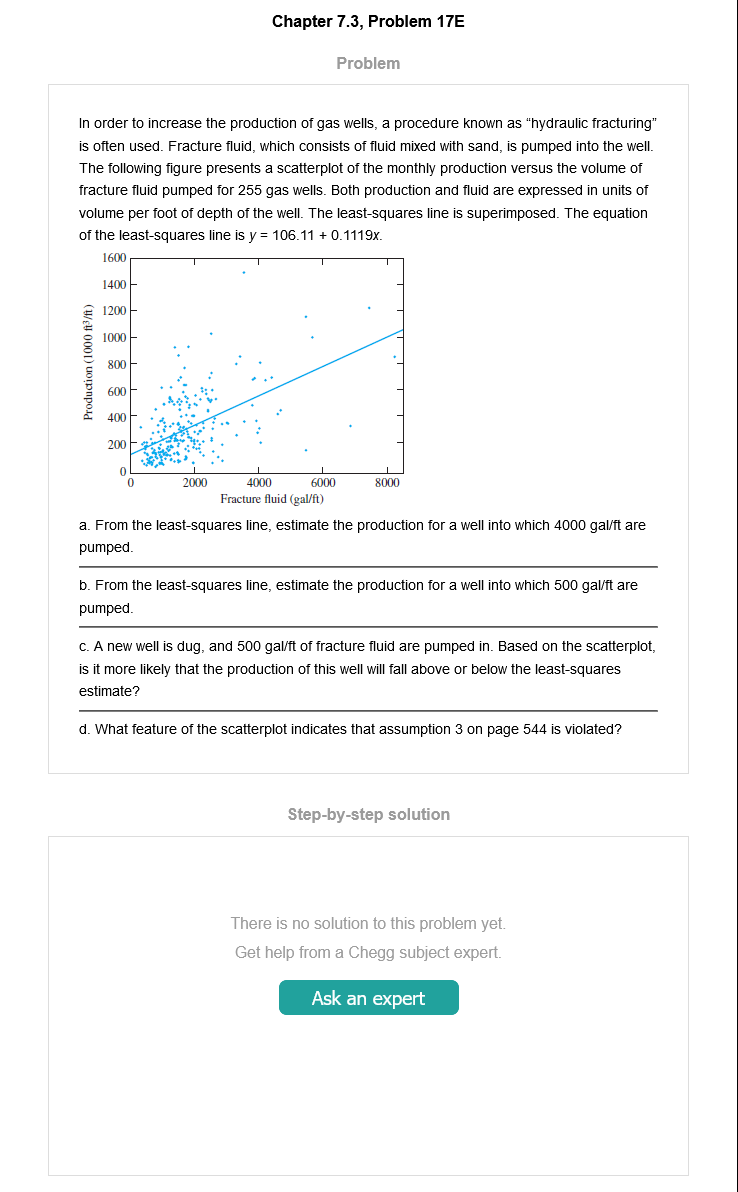 Chapter 7.3, Problem 17E
Problem
In order to increase the production of gas wells, a procedure known as “hydraulic fracturing”
is often used. Fracture fluid, which consists of fluid mixed with sand, is pumped into the well.
The following figure presents a scatterplot of the monthly production versus the volume of
fracture fluid pumped for 255 gas wells. Both production and fluid are expressed in units of
volume per foot of depth of the well. The least-squares line is superimposed. The equation
of the least-squares line is y = 106.11 + 0.1119x.
1600
1400
1200
1000
800
600
400
200
0
Production (1000 ft³/ft)
0 2000 4000 6000 8000
Fracture fluid (gal/ft)
a. From the least-squares line, estimate the production for a well into which 4000 gal/ft are
pumped.
b. From the least-squares line, estimate the production for a well into which 500 gal/ft are
pumped.
c. A new well is dug, and 500 gal/ft of fracture fluid are pumped in. Based on the scatterplot,
is it more likely that the production of this well will fall above or below the least-squares
estimate?
d. What feature of the scatterplot indicates that assumption 3 on page 544 is violated?
Step-by-step solution
There is no solution to this problem yet.
Get help from a Chegg subject expert.
Ask an expert